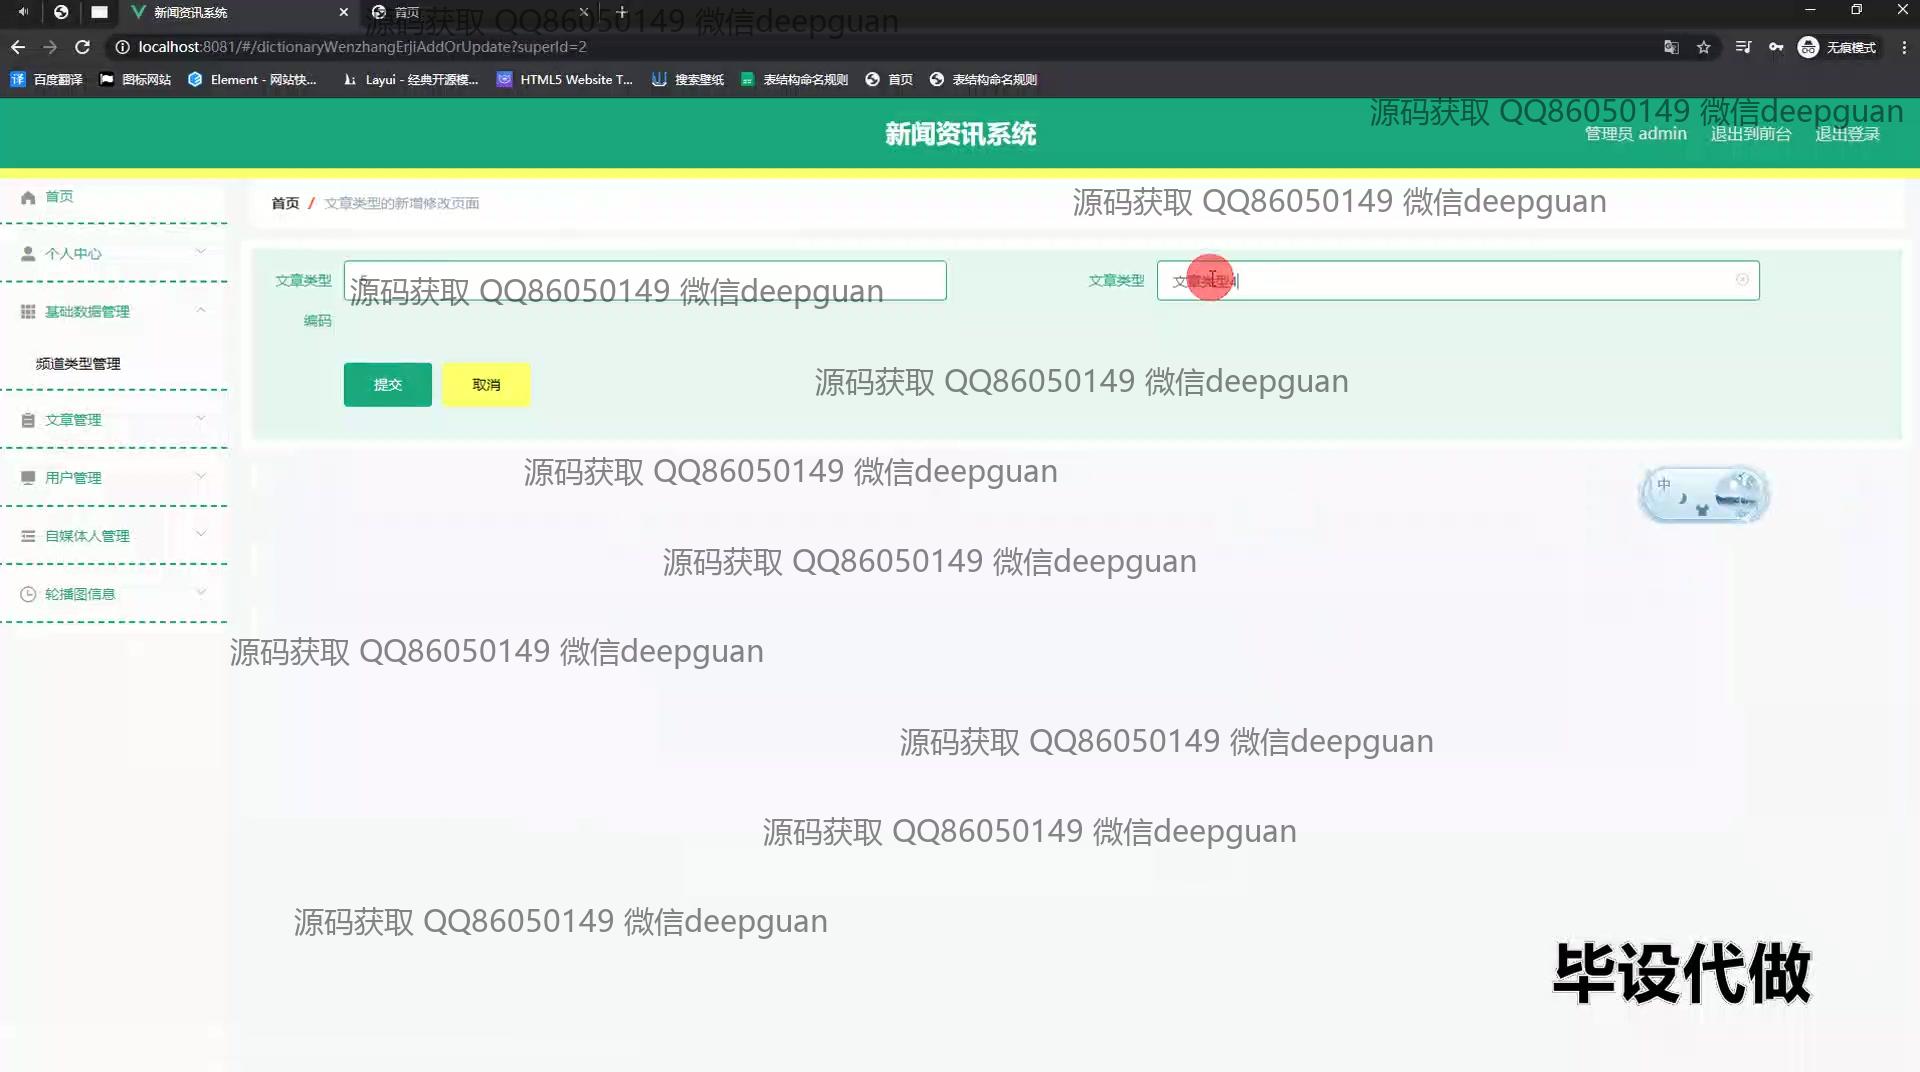 新闻资讯系统
首页
localhost:8081/#/dictionaryWenzhangErjiAddOrUpdate?superId=2
无痕模式
百度翻译
图标网站
Element - 网站快...
Layui - 经典开源模...
HTML5 Website T...
搜索壁纸
表结构命名规则
首页
表结构命名规则
源码获取 QQ86050149 微信deepguan
新闻资讯系统
管理员 admin
退出到前台
退出登录
源码获取 QQ86050149 微信deepguan
首页
个人中心
基础数据管理
频道类型管理
文章管理
用户管理
自媒体人管理
轮播图信息
首页 / 文章类型的新增修改页面
源码获取 QQ86050149 微信deepguan
文章类型
编码
源码获取 QQ86050149 微信deepguan
文章类型
文章类型4
提交
取消
源码获取 QQ86050149 微信deepguan
源码获取 QQ86050149 微信deepguan
中
源码获取 QQ86050149 微信deepguan
源码获取 QQ86050149 微信deepguan
源码获取 QQ86050149 微信deepguan
源码获取 QQ86050149 微信deepguan
源码获取 QQ86050149 微信deepguan
毕设代做